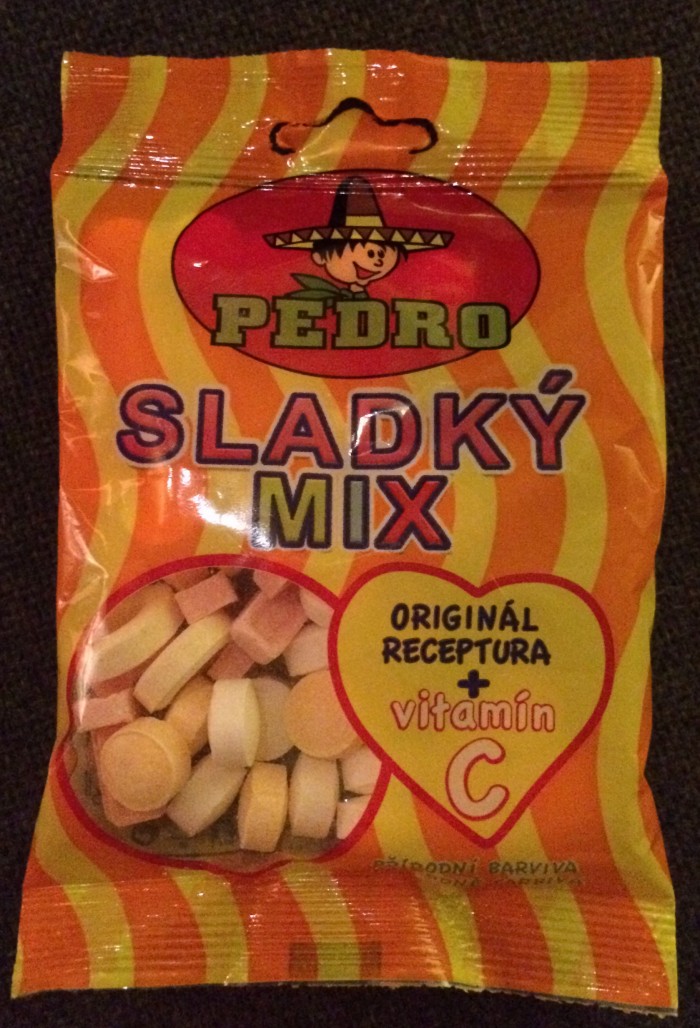 PEDRO
SLADKÝ
MIX
ORIGINÁL
RECEPTURA
+
vitamín
C
PŘÍRODNÍ BARVIVA